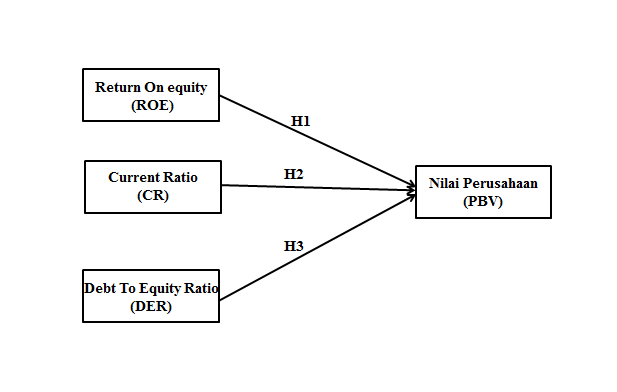 Return On equity
(ROE)
H1
Current Ratio
(CR)
H2
Nilai Perusahaan
(PBV)
H3
Debt To Equity Ratio
(DER)